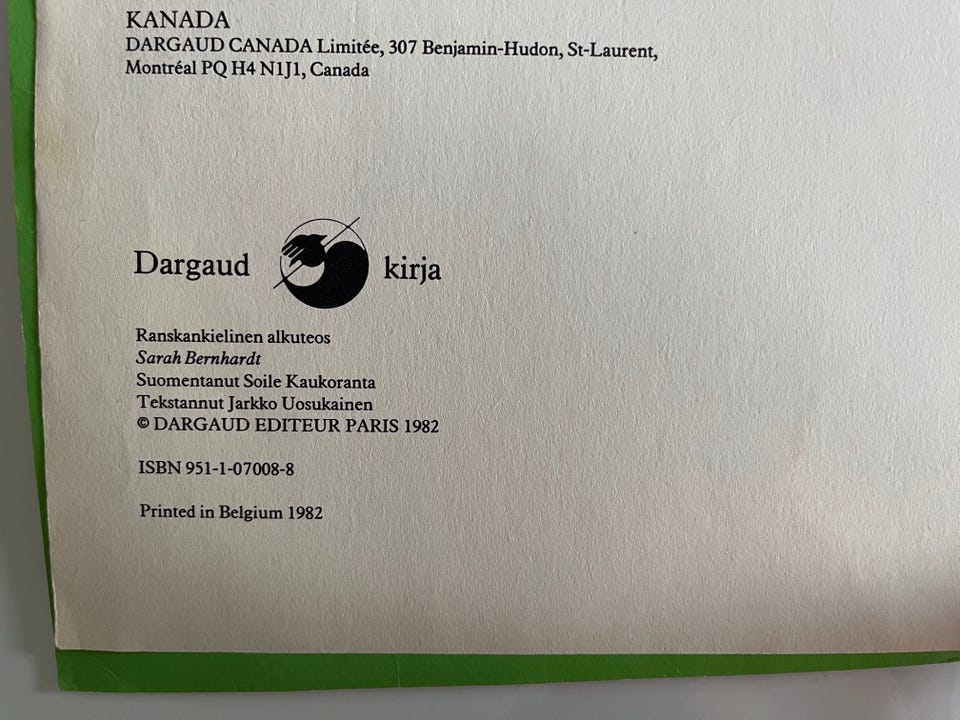 KANADA
DARGAUD CANADA Limitée, 307 Benjamin-Hudon, St-Laurent,
Montréal PQ H4 N1J1, Canada
Dargaud kirja
Ranskankielinen alkuteos
Sarah Bernhardt
Suomentanut Soile Kaukoranta
Tekstannut Jarkko Uosukainen
© DARGAUD EDITEUR PARIS 1982
ISBN 951-1-07008-8
Printed in Belgium 1982